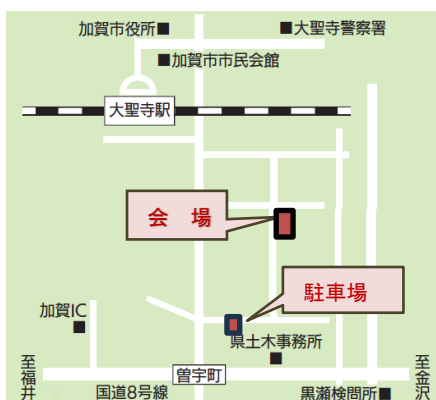 加賀市役所■
■大聖寺警察署
■加賀市市民会館
大聖寺駅
会　場
駐車場
加賀IC
■
県土木事務所
■
至福井
曽宇町
至金沢
国道8号線
黒瀬検問所■